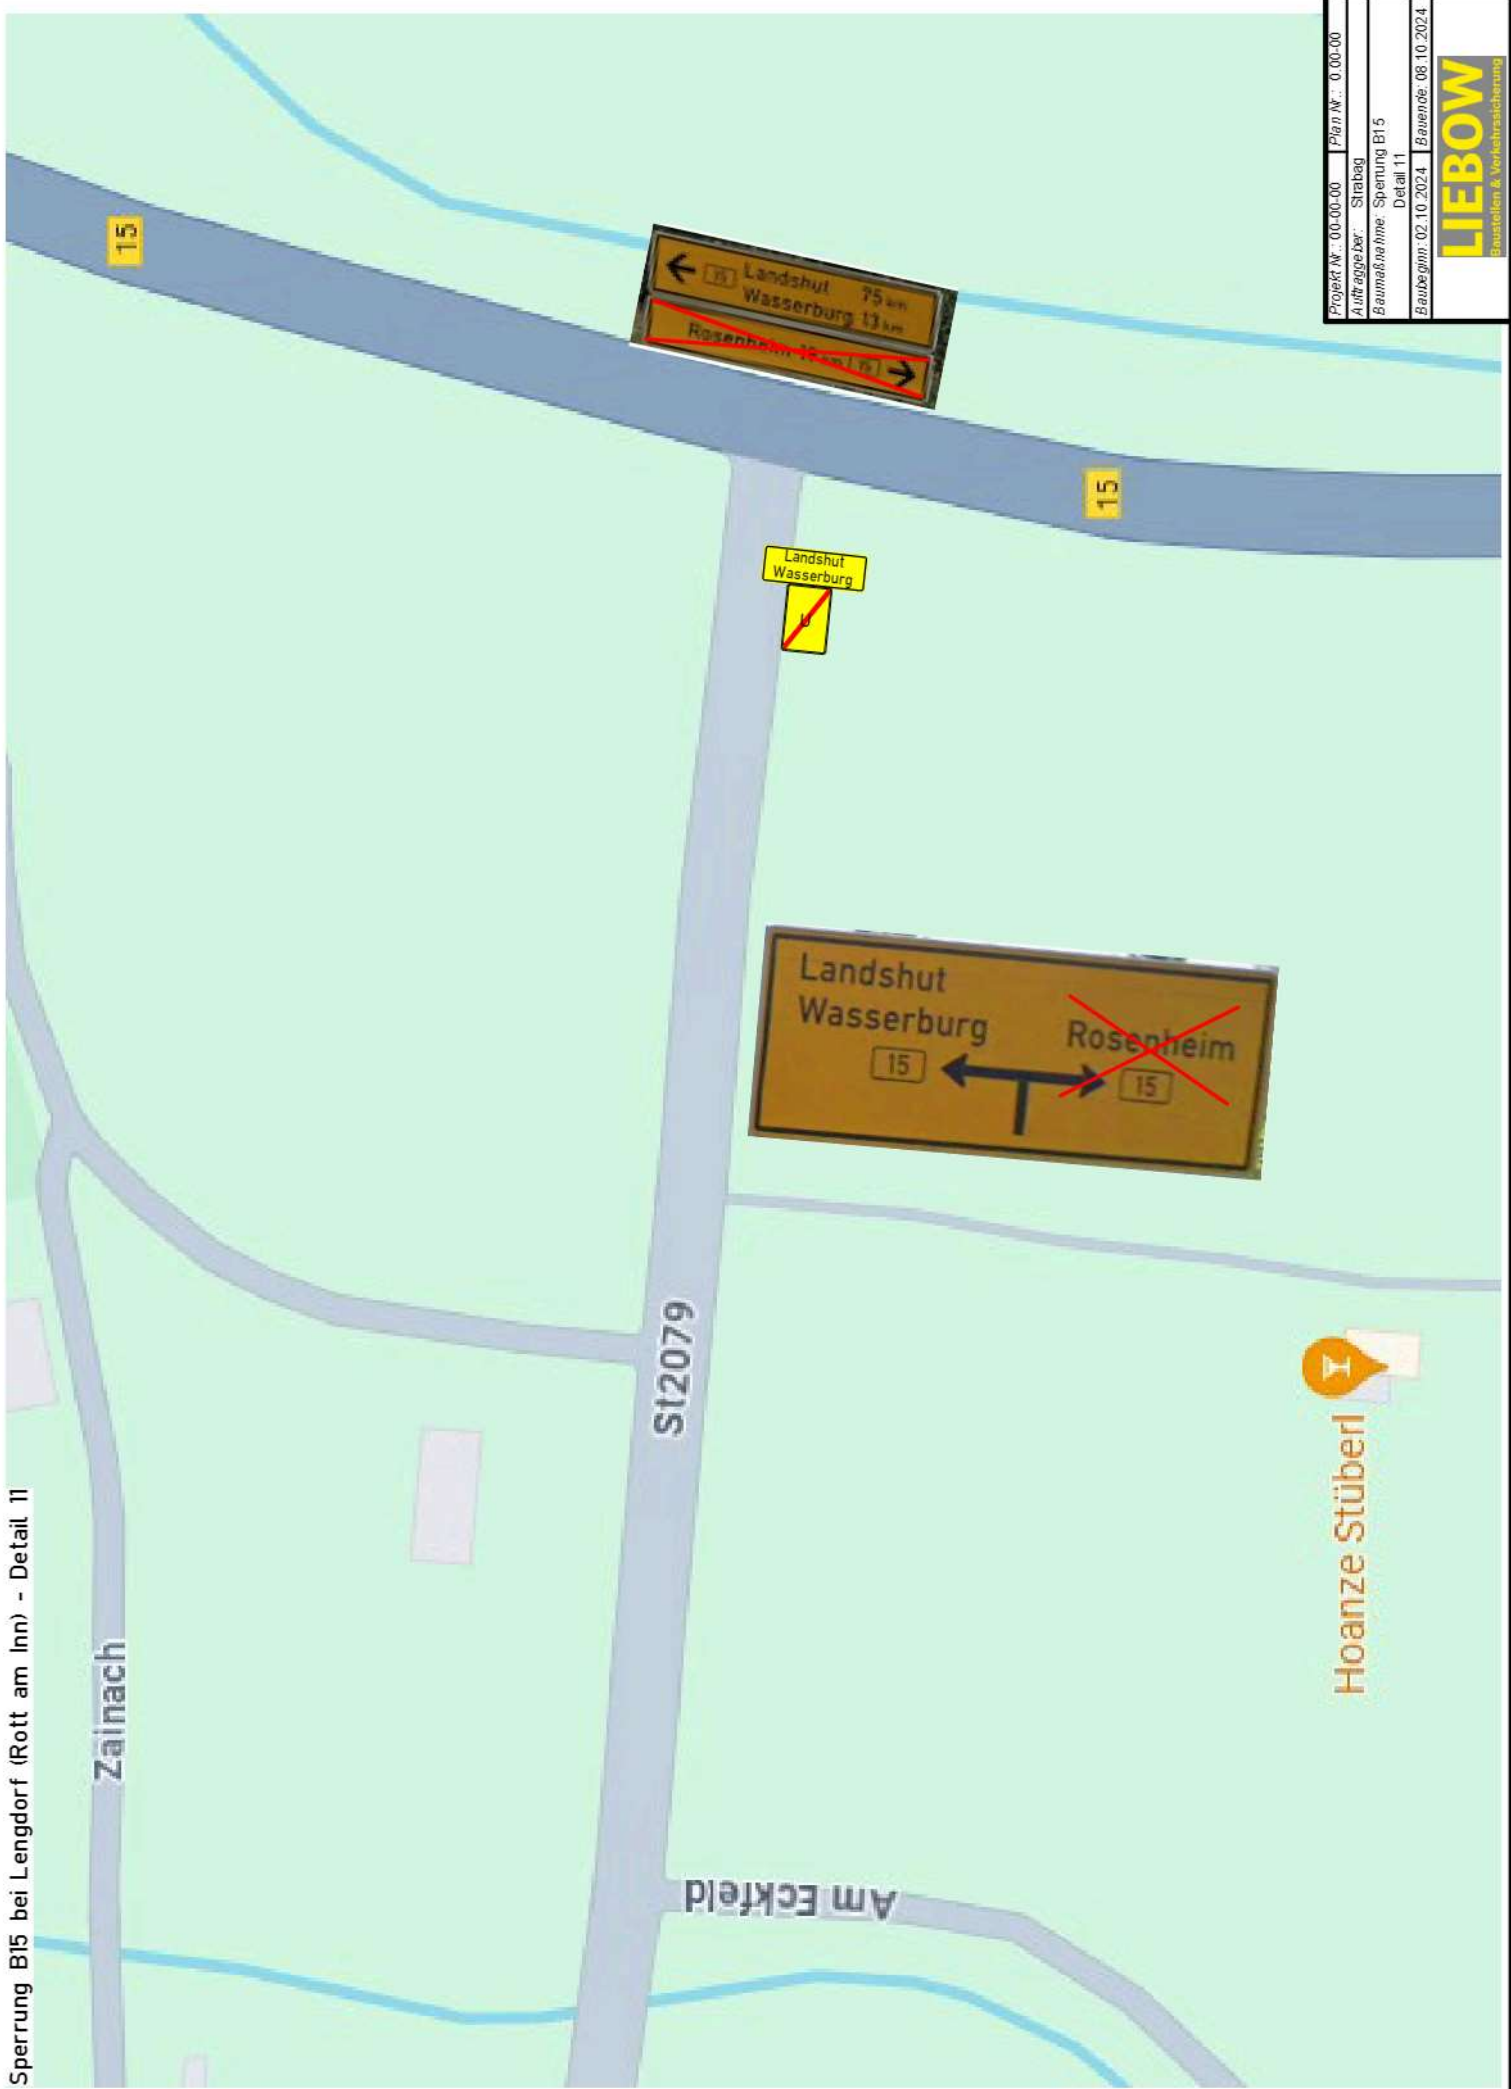 Sperrung B15 bei Lengdorf (Rott am Inn) - Detail 11
15
15
Landshut 75 km
Wasserburg 13 km
15
Rosenheim km 15
Landshut
Wasserburg
U
Landshut
Wasserburg
15
Rosenheim
15
St2079
Zainach
Am Eckfeld
Hoanze Stüberl
Projekt Nr.: 00-00-00 Plan Nr.: 0.00-00
Auftraggeber: Strabag
Baumaßnahme: Sperrung B15
Detail 11
Baubeginn: 02.10.2024 Bauende: 08.10.2024
LIEBOW
Baustellen & Verkehrssicherung